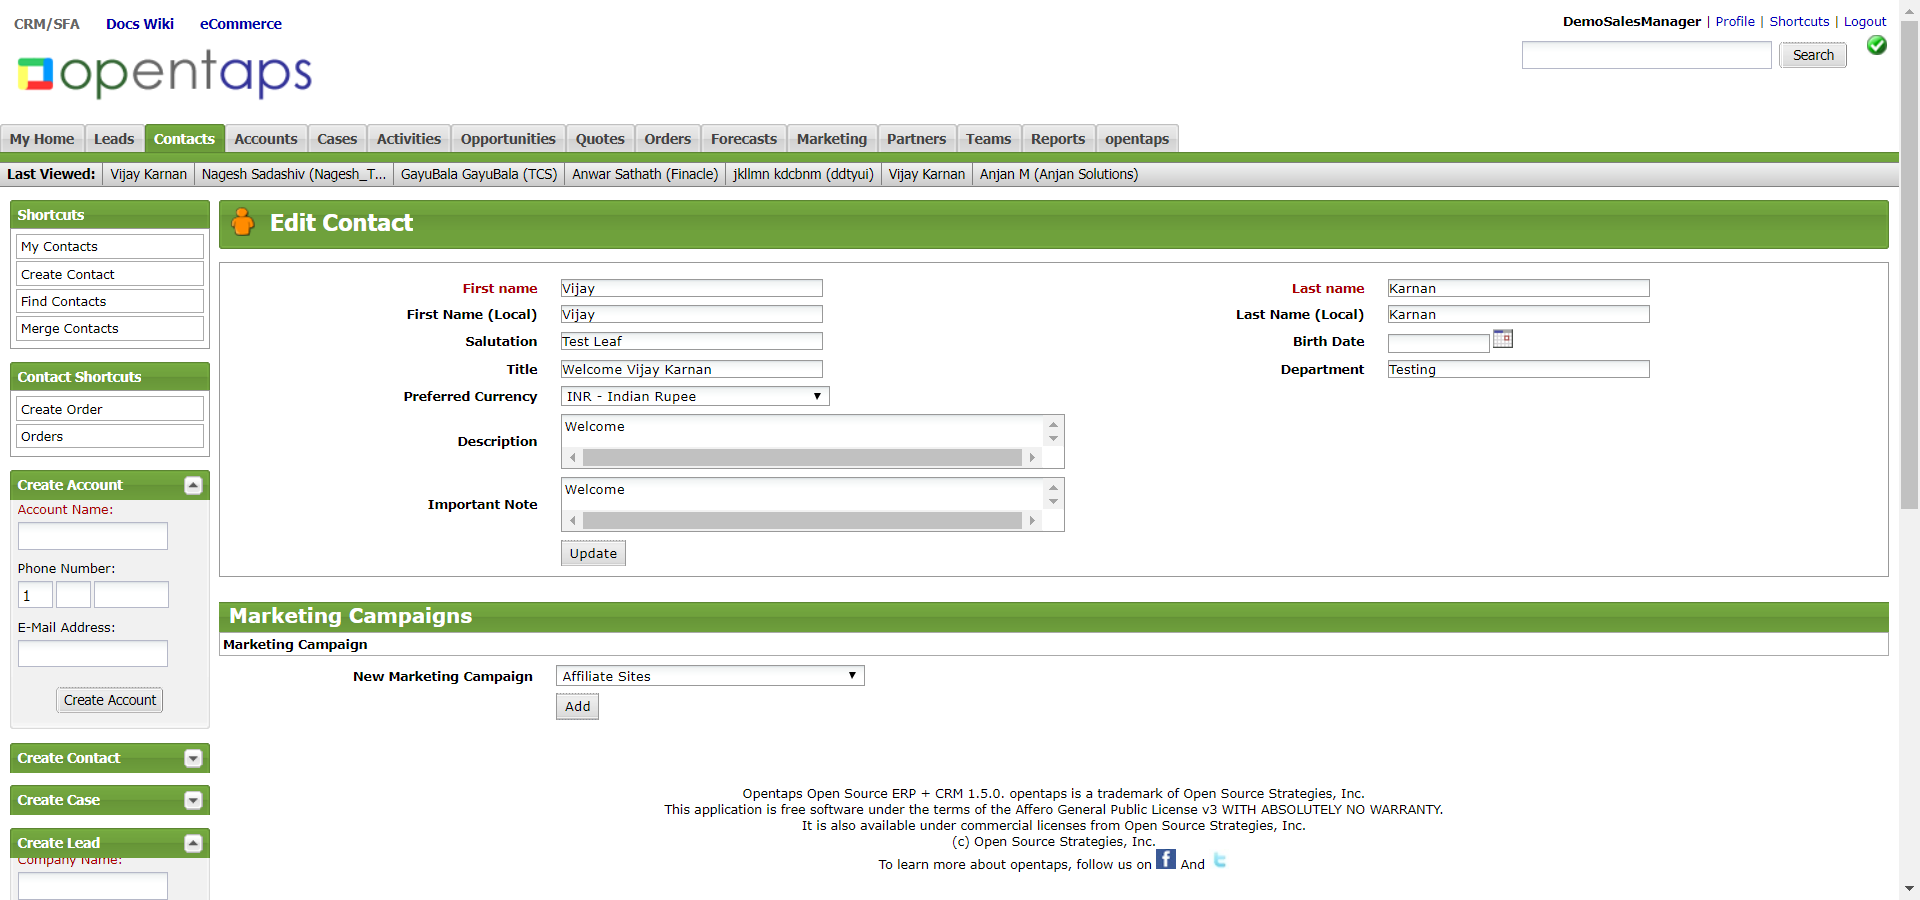 CRM/SFA Docs Wiki eCommerce
DemoSalesManager | Profile | Shortcuts | Logout
opentaps
Search
My Home Leads Contacts Accounts Cases Activities Opportunities Quotes Orders Forecasts Marketing Partners Teams Reports opentaps
Last Viewed: Vijay Karnan Nagesh Sadashiv (Nagesh_T... GayuBala GayuBala (TCS) Anwar Sathath (Finacle) jkllmn kdcbnm (ddtyui) Vijay Karnan Anjan M (Anjan Solutions)
Shortcuts
My Contacts
Create Contact
Find Contacts
Merge Contacts
Contact Shortcuts
Create Order
Orders
Create Account
Account Name:
Phone Number:
1
E-Mail Address:
Create Account
Create Contact
Create Case
Create Lead
Company Name:
Edit Contact
First name Vijay Last name Karnan
First Name (Local) Vijay Last Name (Local) Karnan
Salutation Test Leaf Birth Date
Title Welcome Vijay Karnan Department Testing
Preferred Currency INR - Indian Rupee
Description Welcome
Important Note Welcome
Update
Marketing Campaigns
Marketing Campaign
New Marketing Campaign Affiliate Sites
Add
Opentaps Open Source ERP + CRM 1.5.0. opentaps is a trademark of Open Source Strategies, Inc.
This application is free software under the terms of the Affero General Public License v3 WITH ABSOLUTELY NO WARRANTY.
It is also available under commercial licenses from Open Source Strategies, Inc.
(c) Open Source Strategies, Inc.
To learn more about opentaps, follow us on f And t